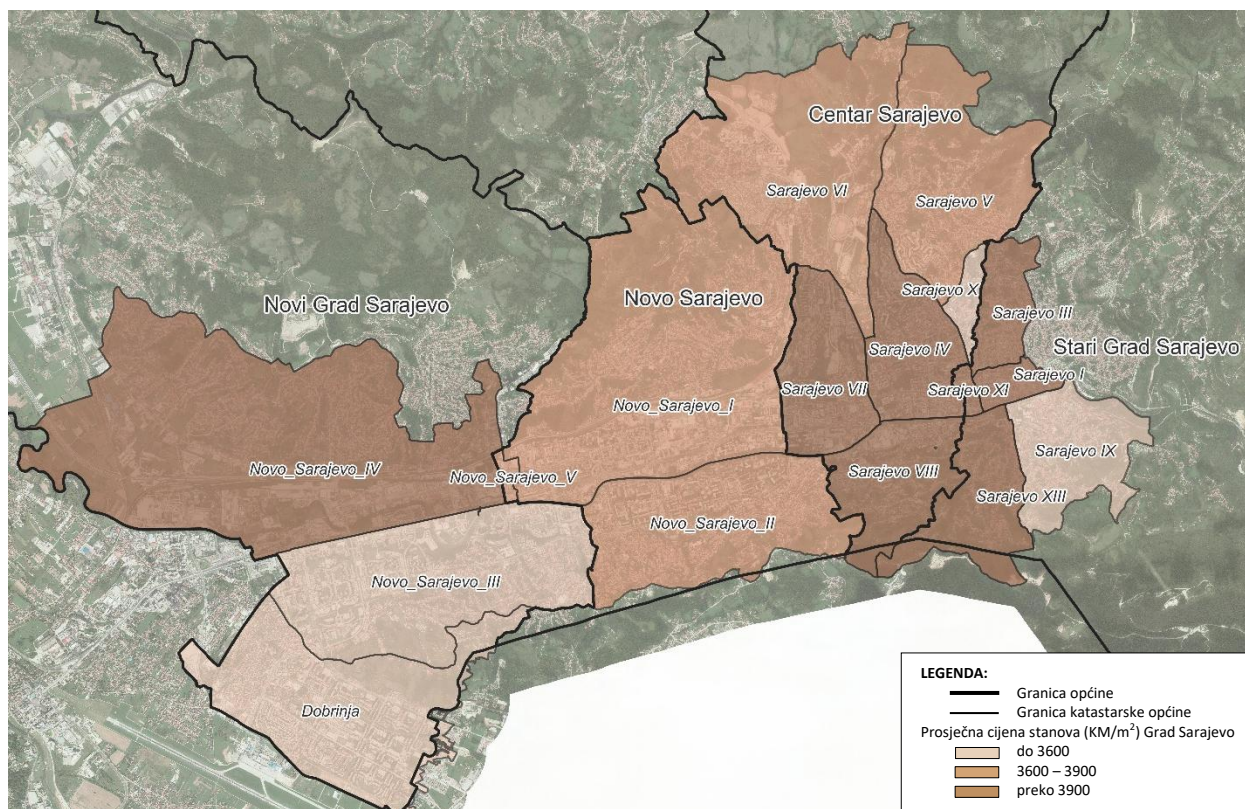 Centar Sarajevo
Sarajevo VI
Sarajevo V
Novi Grad Sarajevo
Novo Sarajevo
Sarajevo X
Sarajevo III
Stari Grad Sarajevo
Sarajevo IV
Sarajevo I
Sarajevo VII
Sarajevo XI
Novo_Sarajevo_I
Sarajevo IX
Novo_Sarajevo_IV
Novo_Sarajevo_V
Sarajevo VIII
Sarajevo XIII
Novo_Sarajevo_II
Novo_Sarajevo_III
Dobrinja
LEGENDA:
Granica općine
Granica katastarske općine
Prosječna cijena stanova (KM/m²) Grad Sarajevo
do 3600
3600 – 3900
preko 3900